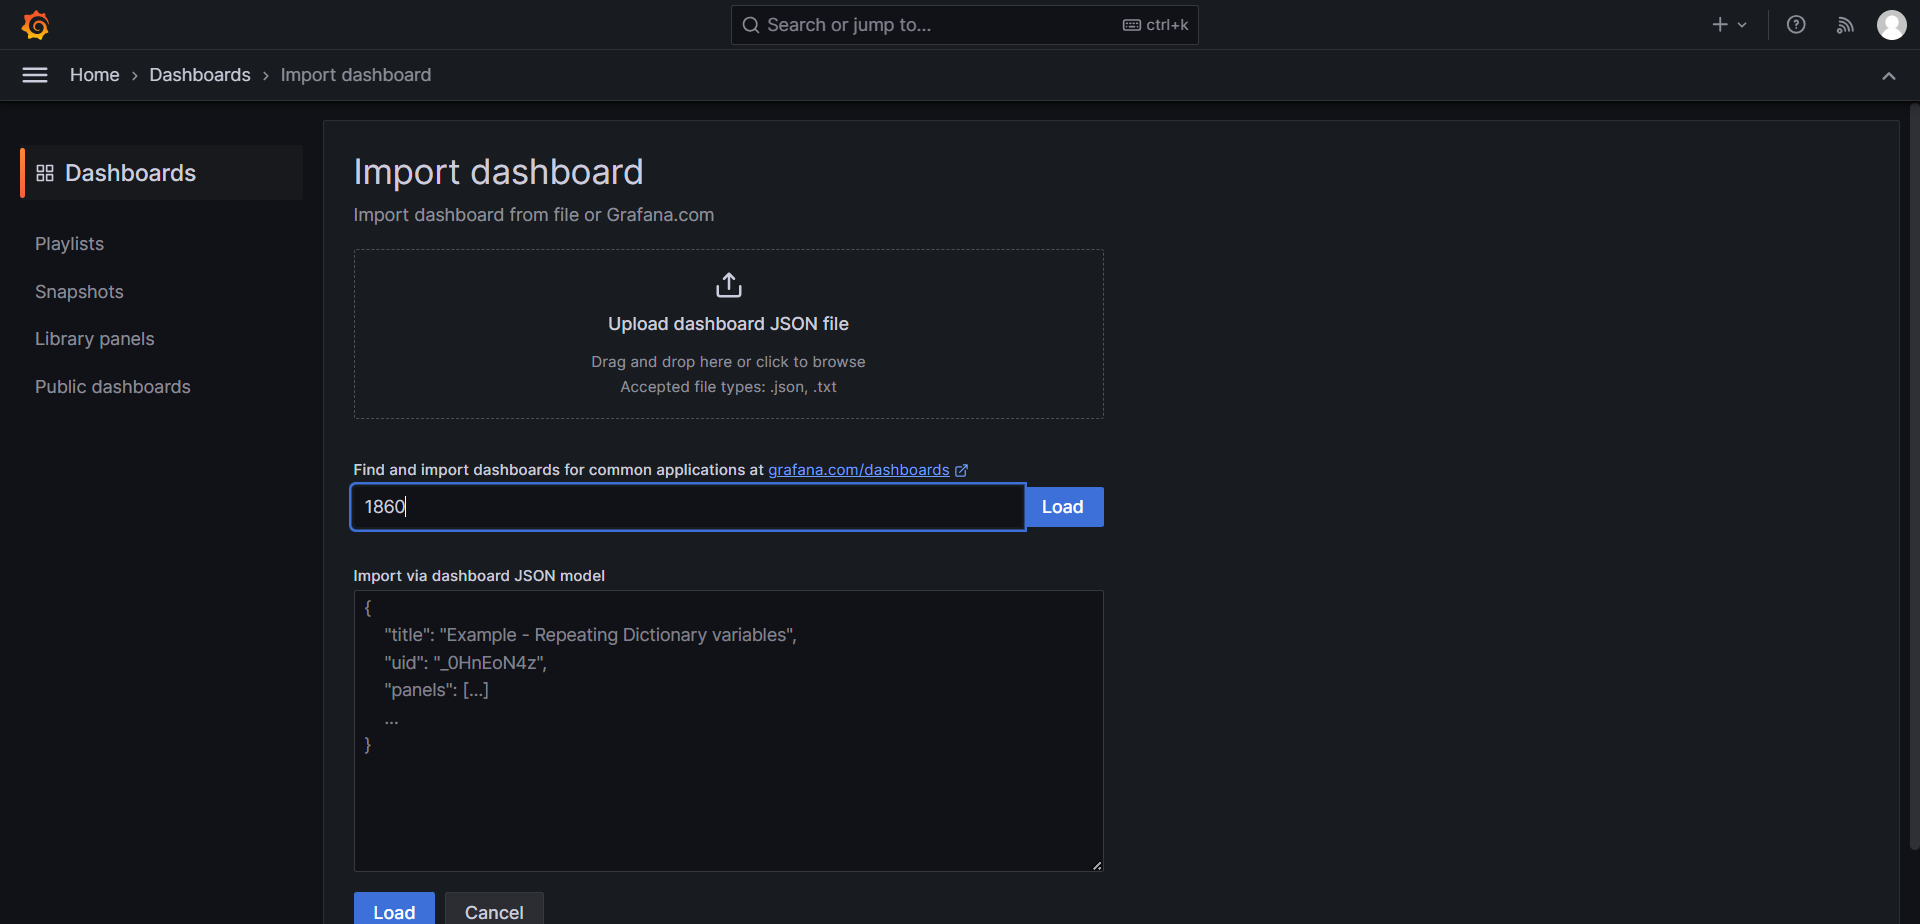 Search or jump to...
ctrl+k
Home › Dashboards › Import dashboard
Dashboards
Playlists
Snapshots
Library panels
Public dashboards
Import dashboard
Import dashboard from file or Grafana.com
Upload dashboard JSON file
Drag and drop here or click to browse
Accepted file types: .json, .txt
Find and import dashboards for common applications at grafana.com/dashboards
1860
Load
Import via dashboard JSON model
{
"title": "Example - Repeating Dictionary variables",
"uid": "_0HnEoN4z",
"panels": [...]
...
}
Load
Cancel